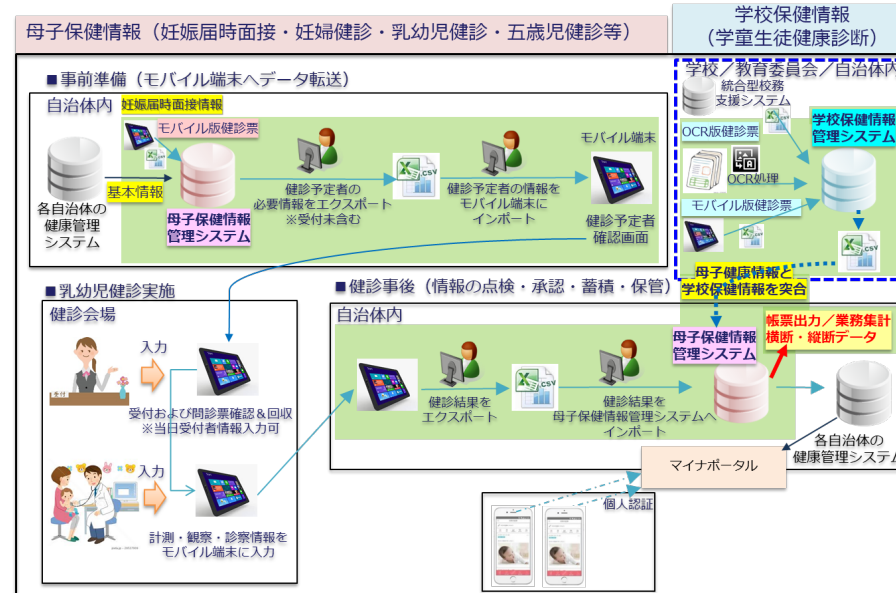 母子保健情報（妊娠届時面接・妊婦健診・乳幼児健診・五歳児健診等）
学校保健情報
（学童生徒健康診断）
■事前準備（モバイル端末へデータ転送）
自治体内
妊娠届時面接情報
モバイル版健診票
基本情報
各自治体の
健康管理
システム
母子保健情報
管理システム
健診予定者の
必要情報をエクスポート
※受付未含む
CSV
健診予定者の情報を
モバイル端末に
インポート
モバイル端末
健診予定者
確認画面
学校／教育委員会／自治体内
統合型校務
支援システム
OCR版健診票
OCR処理
モバイル版健診票
学校保健情報
管理システム
CSV
母子健康情報と
学校保健情報を突合
■乳幼児健診実施
健診会場
入力
受付
受付および問診票確認＆回収
※当日受付者情報入力可
入力
計測・観察・診察情報を
モバイル端末に入力
■健診事後（情報の点検・承認・蓄積・保管）
自治体内
健診結果を
エクスポート
CSV
健診結果を
母子保健情報管理システムへ
インポート
母子保健情報
管理システム
帳票出力／業務集計
横断・縦断データ
各自治体の
健康管理システム
マイナポータル
個人認証